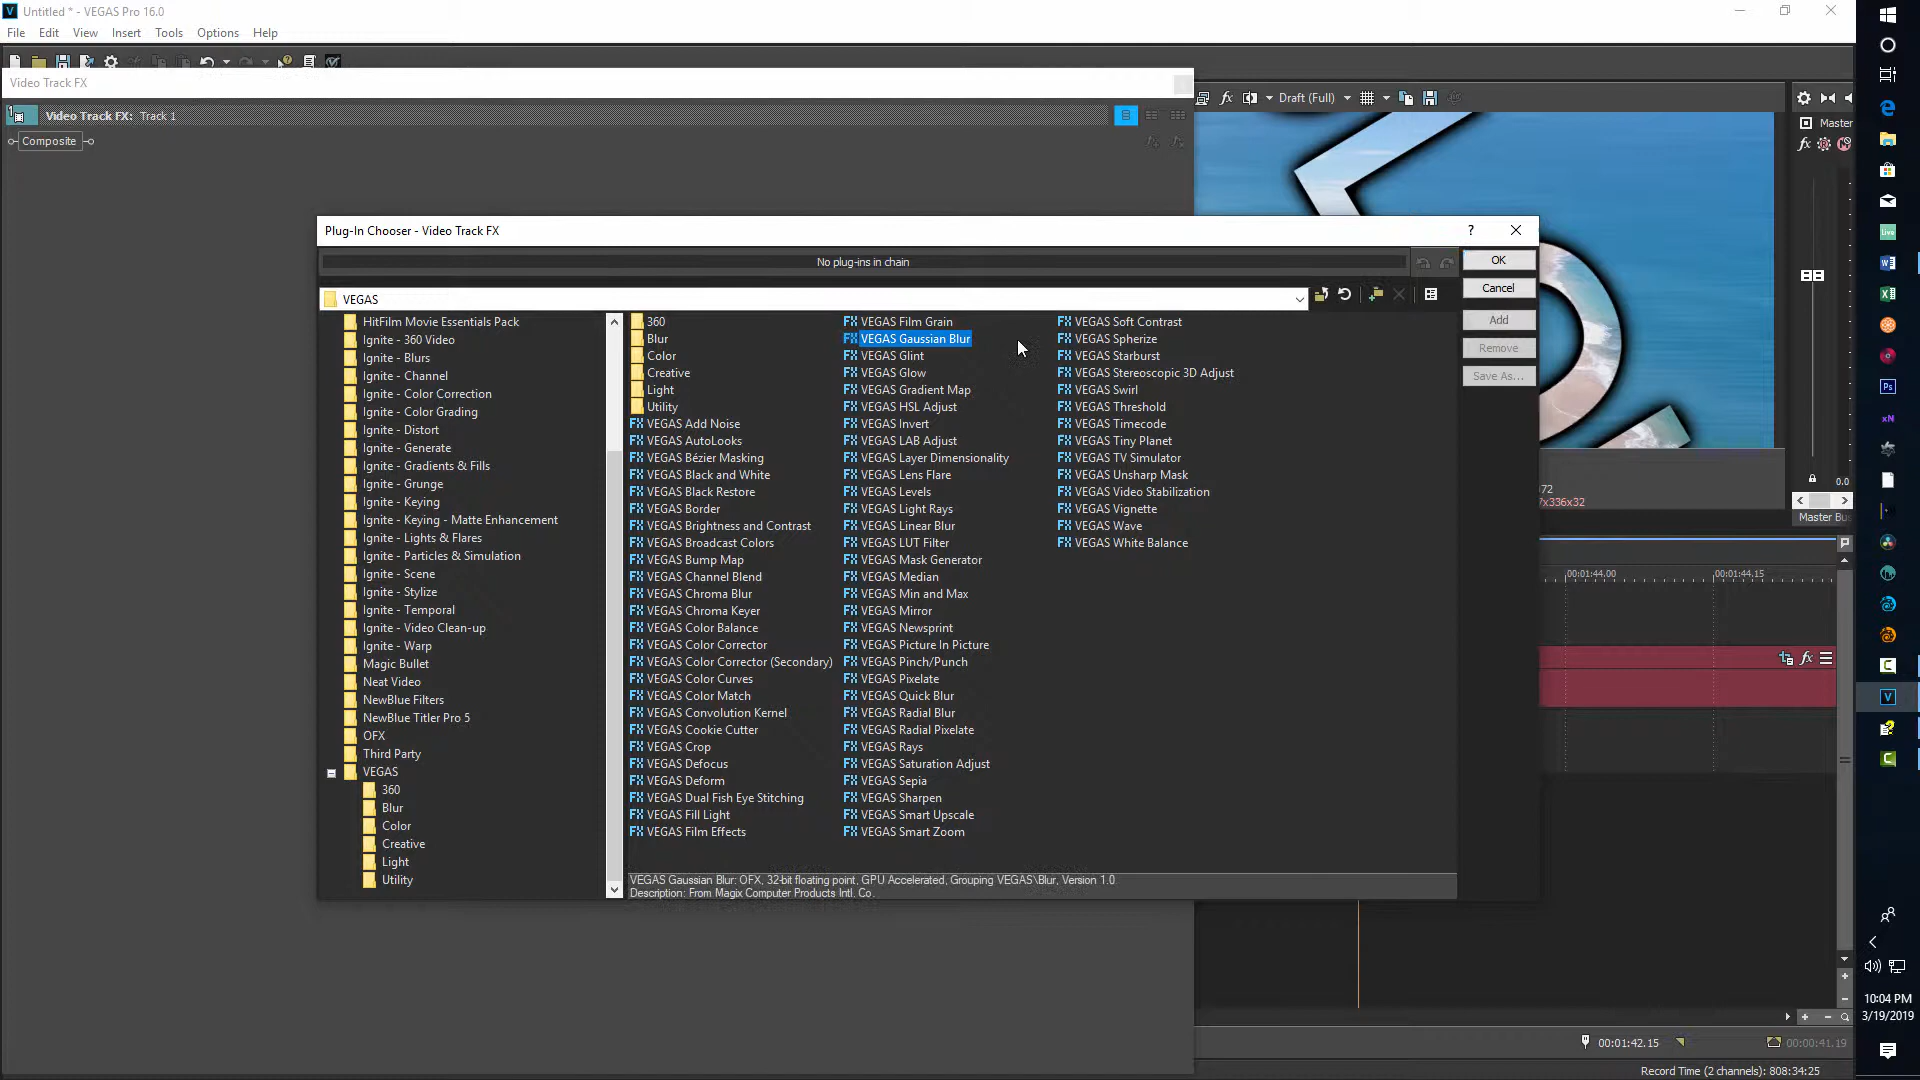 Untitled * - VEGAS Pro 16.0
File Edit View Insert Tools Options Help
Video Track FX
Video Track FX: Track 1
Composite
Draft (Full)
Master
Plug-In Chooser - Video Track FX
No plug-ins in chain
OK
VEGAS
Cancel
Add
Remove
Save As...
HitFilm Movie Essentials Pack
Ignite - 360 Video
Ignite - Blurs
Ignite - Channel
Ignite - Color Correction
Ignite - Color Grading
Ignite - Distort
Ignite - Generate
Ignite - Gradients & Fills
Ignite - Grunge
Ignite - Keying
Ignite - Keying - Matte Enhancement
Ignite - Lights & Flares
Ignite - Particles & Simulation
Ignite - Scene
Ignite - Stylize
Ignite - Temporal
Ignite - Video Clean-up
Ignite - Warp
Magic Bullet
Neat Video
NewBlue Filters
NewBlue Titler Pro 5
OFX
Third Party
VEGAS
360
Blur
Color
Creative
Light
Utility
360
Blur
Color
Creative
Light
Utility
VEGAS Add Noise
VEGAS AutoLooks
VEGAS Bézier Masking
VEGAS Black and White
VEGAS Black Restore
VEGAS Border
VEGAS Brightness and Contrast
VEGAS Broadcast Colors
VEGAS Bump Map
VEGAS Channel Blend
VEGAS Chroma Blur
VEGAS Chroma Keyer
VEGAS Color Balance
VEGAS Color Corrector
VEGAS Color Corrector (Secondary)
VEGAS Color Curves
VEGAS Color Match
VEGAS Convolution Kernel
VEGAS Cookie Cutter
VEGAS Crop
VEGAS Defocus
VEGAS Deform
VEGAS Dual Fish Eye Stitching
VEGAS Fill Light
VEGAS Film Effects
VEGAS Film Grain
VEGAS Gaussian Blur
VEGAS Glint
VEGAS Glow
VEGAS Gradient Map
VEGAS HSL Adjust
VEGAS Invert
VEGAS LAB Adjust
VEGAS Layer Dimensionality
VEGAS Lens Flare
VEGAS Levels
VEGAS Light Rays
VEGAS Linear Blur
VEGAS LUT Filter
VEGAS Mask Generator
VEGAS Median
VEGAS Min and Max
VEGAS Mirror
VEGAS Newsprint
VEGAS Picture In Picture
VEGAS Pinch/Punch
VEGAS Pixelate
VEGAS Quick Blur
VEGAS Radial Blur
VEGAS Radial Pixelate
VEGAS Rays
VEGAS Saturation Adjust
VEGAS Sepia
VEGAS Sharpen
VEGAS Smart Upscale
VEGAS Smart Zoom
VEGAS Soft Contrast
VEGAS Spherize
VEGAS Starburst
VEGAS Stereoscopic 3D Adjust
VEGAS Swirl
VEGAS Threshold
VEGAS Timecode
VEGAS Tiny Planet
VEGAS TV Simulator
VEGAS Unsharp Mask
VEGAS Video Stabilization
VEGAS Vignette
VEGAS Wave
VEGAS White Balance
VEGAS Gaussian Blur: OFX, 32-bit floating point, GPU Accelerated, Grouping VEGAS\Blur, Version 1.0
Description: From Magix Computer Products Intl. Co.
0.0
Master Bus
00:01:44.00
00:01:44.15
00:01:42.15
00:00:41.19
Record Time (2 channels): 808:34:25
10:04 PM
3/19/2019